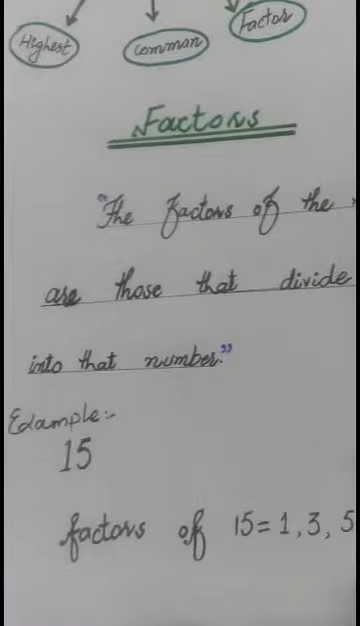 Highest Common Factor
Factors
"The factors of the
are those that divide
into that number."
Example:-
15
factors of 15 = 1, 3, 5